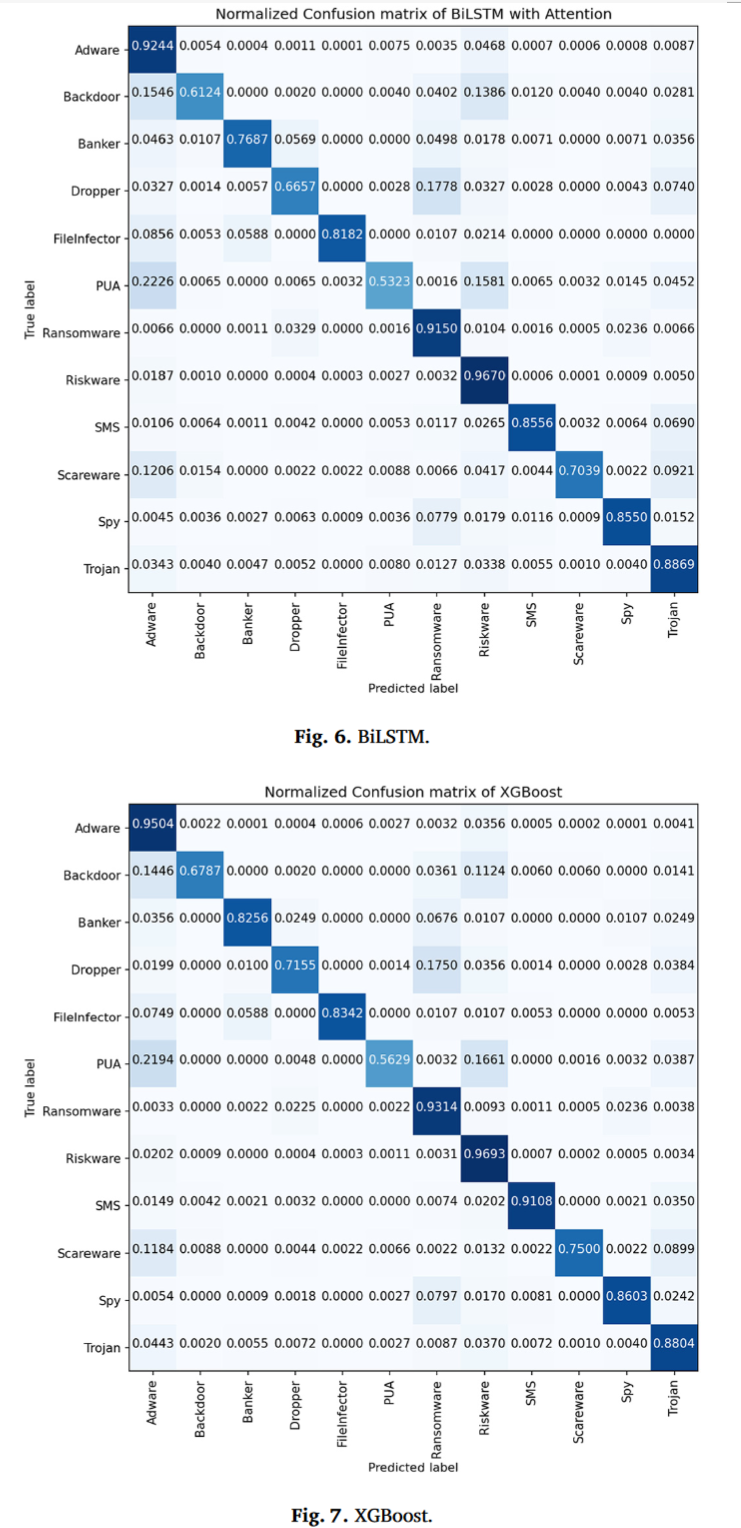 Normalized Confusion matrix of BiLSTM with Attention
Adware 0.9244 0.0054 0.0004 0.0011 0.0001 0.0075 0.0035 0.0468 0.0007 0.0006 0.0008 0.0087
Backdoor 0.1546 0.6124 0.0000 0.0020 0.0000 0.0040 0.0402 0.1386 0.0120 0.0040 0.0040 0.0281
Banker 0.0463 0.0107 0.7687 0.0569 0.0000 0.0000 0.0498 0.0178 0.0071 0.0000 0.0071 0.0356
Dropper 0.0327 0.0014 0.0057 0.6657 0.0000 0.0028 0.1778 0.0327 0.0028 0.0000 0.0043 0.0740
FileInfector 0.0856 0.0053 0.0588 0.0000 0.8182 0.0000 0.0107 0.0214 0.0000 0.0000 0.0000 0.0000
PUA 0.2226 0.0065 0.0000 0.0065 0.0032 0.5323 0.0016 0.1581 0.0065 0.0032 0.0145 0.0452
True label
Ransomware 0.0066 0.0000 0.0011 0.0329 0.0000 0.0016 0.9150 0.0104 0.0016 0.0005 0.0236 0.0066
Riskware 0.0187 0.0010 0.0000 0.0004 0.0003 0.0027 0.0032 0.9670 0.0006 0.0001 0.0009 0.0050
SMS 0.0106 0.0064 0.0011 0.0042 0.0000 0.0053 0.0117 0.0265 0.8556 0.0032 0.0064 0.0690
Scareware 0.1206 0.0154 0.0000 0.0022 0.0022 0.0088 0.0066 0.0417 0.0044 0.7039 0.0022 0.0921
Spy 0.0045 0.0036 0.0027 0.0063 0.0009 0.0036 0.0779 0.0179 0.0116 0.0009 0.8550 0.0152
Trojan 0.0343 0.0040 0.0047 0.0052 0.0000 0.0080 0.0127 0.0338 0.0055 0.0010 0.0040 0.8869
Adware Backdoor Banker Dropper FileInfector PUA Ransomware Riskware SMS Scareware Spy Trojan
Predicted label
Fig. 6. BiLSTM.
Normalized Confusion matrix of XGBoost
Adware 0.9504 0.0022 0.0001 0.0004 0.0006 0.0027 0.0032 0.0356 0.0005 0.0002 0.0001 0.0041
Backdoor 0.1446 0.6787 0.0000 0.0020 0.0000 0.0000 0.0361 0.1124 0.0060 0.0060 0.0000 0.0141
Banker 0.0356 0.0000 0.8256 0.0249 0.0000 0.0000 0.0676 0.0107 0.0000 0.0000 0.0107 0.0249
Dropper 0.0199 0.0000 0.0100 0.7155 0.0000 0.0014 0.1750 0.0356 0.0014 0.0000 0.0028 0.0384
FileInfector 0.0749 0.0000 0.0588 0.0000 0.8342 0.0000 0.0107 0.0107 0.0053 0.0000 0.0000 0.0053
PUA 0.2194 0.0000 0.0000 0.0048 0.0000 0.5629 0.0032 0.1661 0.0000 0.0016 0.0032 0.0387
True label
Ransomware 0.0033 0.0000 0.0022 0.0225 0.0000 0.0022 0.9314 0.0093 0.0011 0.0005 0.0236 0.0038
Riskware 0.0202 0.0009 0.0000 0.0004 0.0003 0.0011 0.0031 0.9693 0.0007 0.0002 0.0005 0.0034
SMS 0.0149 0.0042 0.0021 0.0032 0.0000 0.0000 0.0074 0.0202 0.9108 0.0000 0.0021 0.0350
Scareware 0.1184 0.0088 0.0000 0.0044 0.0022 0.0066 0.0022 0.0132 0.0022 0.7500 0.0022 0.0899
Spy 0.0054 0.0000 0.0009 0.0018 0.0000 0.0027 0.0797 0.0170 0.0081 0.0000 0.8603 0.0242
Trojan 0.0443 0.0020 0.0055 0.0072 0.0000 0.0027 0.0087 0.0370 0.0072 0.0010 0.0040 0.8804
Adware Backdoor Banker Dropper FileInfector PUA Ransomware Riskware SMS Scareware Spy Trojan
Predicted label
Fig. 7. XGBoost.